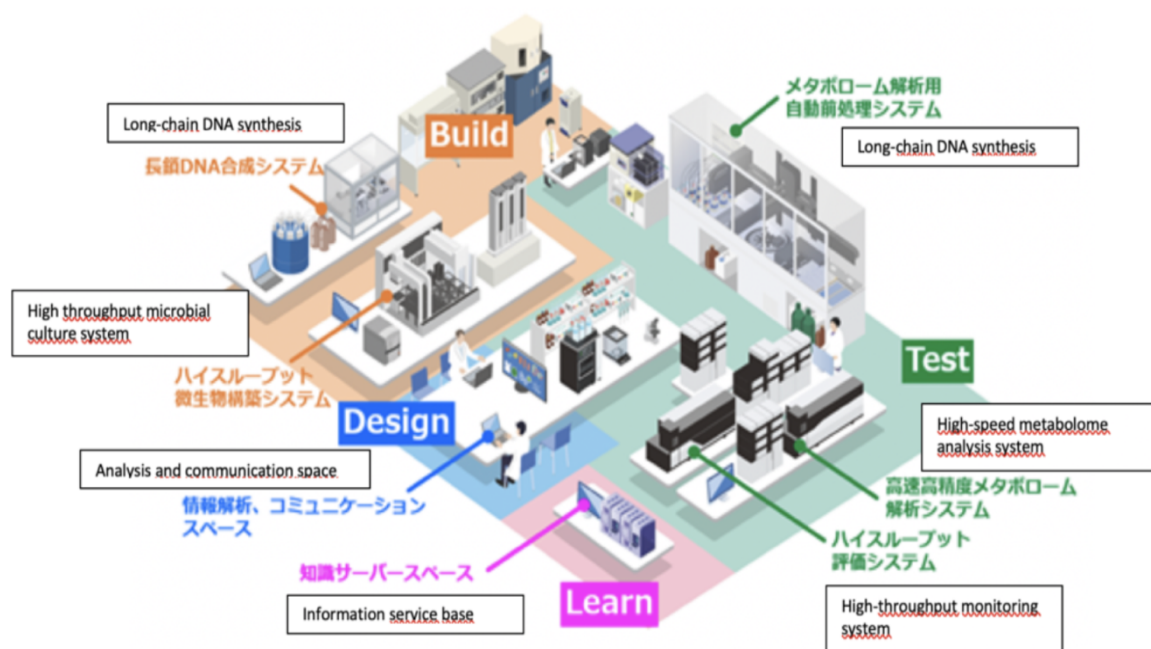 メタボローム解析用
自動前処理システム
Long-chain DNA synthesis
Build
Long-chain DNA synthesis
長鎖DNA合成システム
High throughput microbial
culture system
Test
ハイスループット
微生物構築システム
Design
High-speed metabolome
analysis system
Analysis and communication space
情報解析、コミュニケーション
スペース
高速高精度メタボローム
解析システム
ハイスループット
評価システム
知識サーバースペース
Learn
Information service base
High-throughput monitoring
system